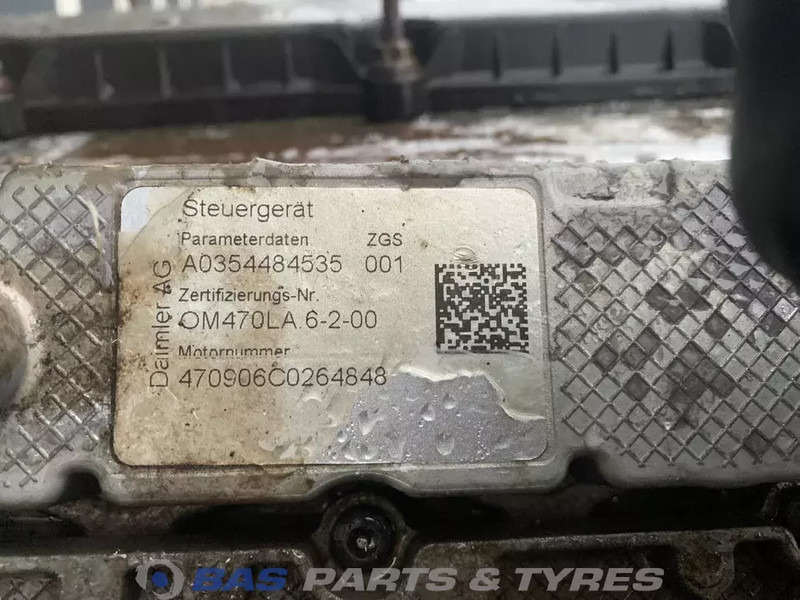 Steuergerät
Parameterdaten ZGS
A0354484535 001
Zertifizierungs-Nr.
OM470LA.6-2-00
Motornummer
470906C0264848
Daimler AG
BAS PARTS & TYRES